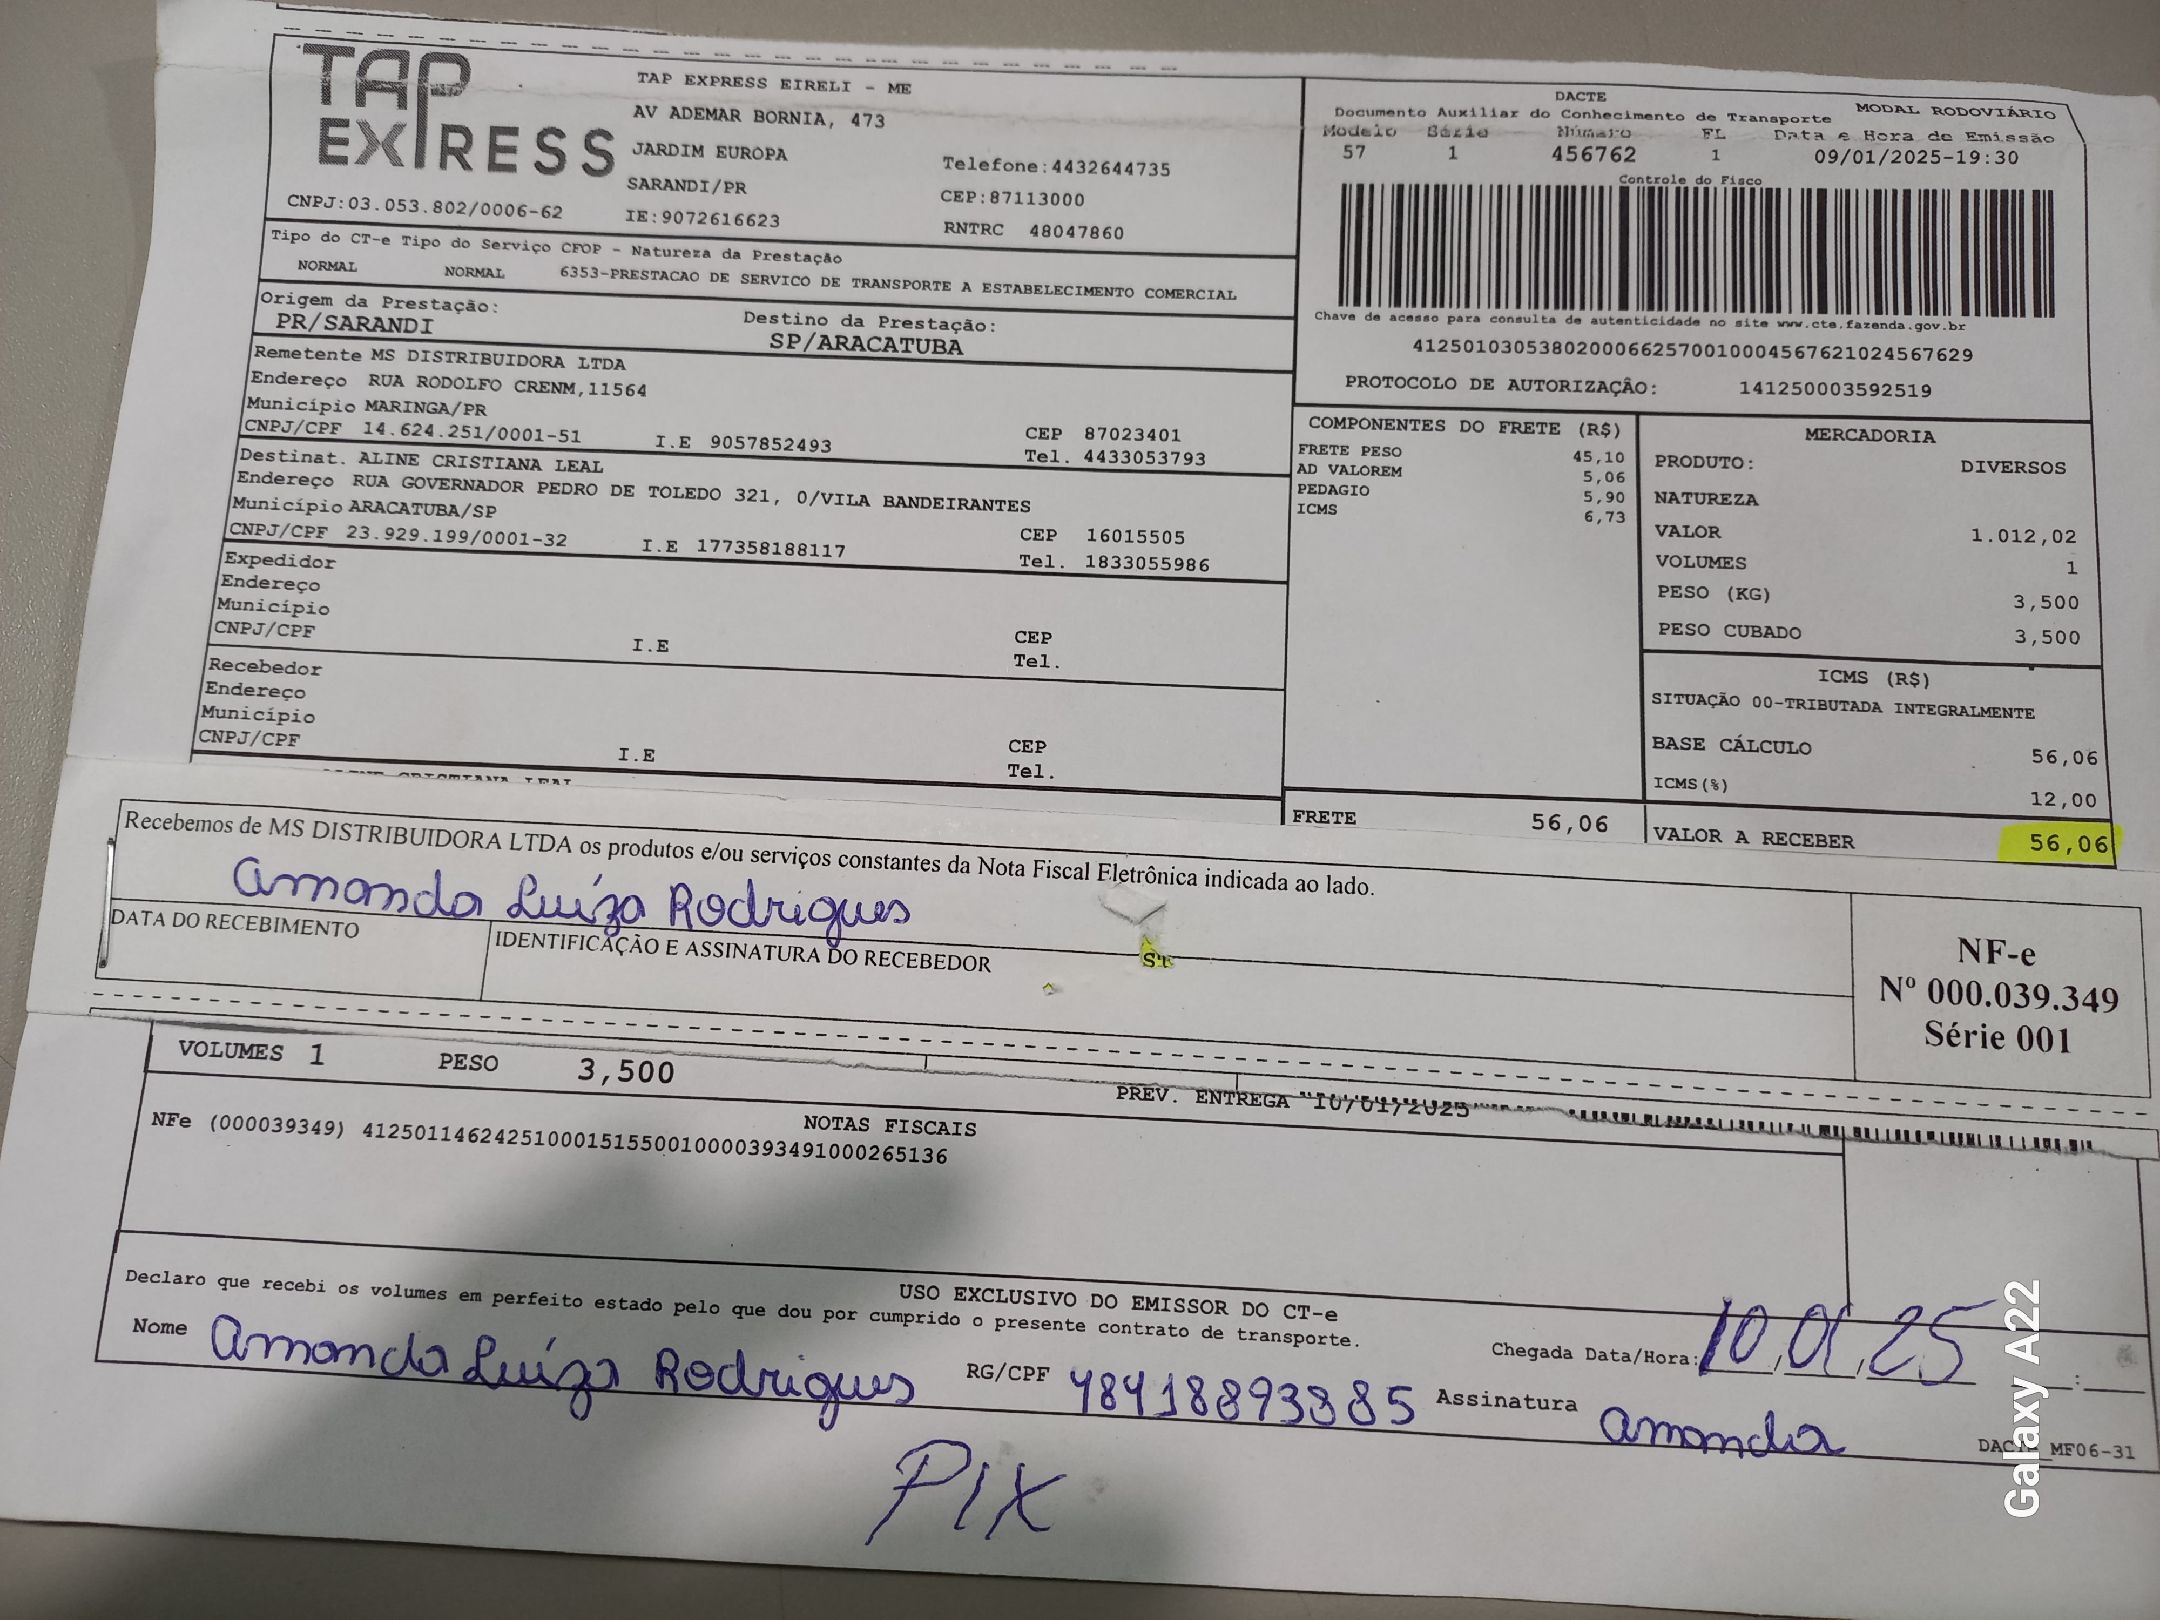 TAP
EXPRESS
TAP EXPRESS EIRELI - ME
AV ADEMAR BORNIA, 473
JARDIM EUROPA
SARANDI/PR
IE:9072616623
Telefone:4432644735
CEP:87113000
RNTRC 48047860
CNPJ:03.053.802/0006-62
DACTE
MODAL RODOVIÁRIO
Documento Auxiliar do Conhecimento de Transporte
Modelo Série Número FL Data e Hora de Emissão
57 1 456762 1 09/01/2025-19:30
Controle do Fisco
Chave de acesso para consulta de autenticidade no site www.cte.fazenda.gov.br
41250103053802000662570010004567621024567629
PROTOCOLO DE AUTORIZAÇÃO: 141250003592519
Tipo do CT-e Tipo do Serviço CFOP - Natureza da Prestação
NORMAL NORMAL 6353-PRESTACAO DE SERVICO DE TRANSPORTE A ESTABELECIMENTO COMERCIAL
Origem da Prestação: Destino da Prestação:
PR/SARANDI SP/ARACATUBA
Remetente MS DISTRIBUIDORA LTDA
Endereço RUA RODOLFO CRENM,11564
Município MARINGA/PR CEP 87023401
CNPJ/CPF 14.624.251/0001-51 I.E 9057852493 Tel. 4433053793
Destinat. ALINE CRISTIANA LEAL
Endereço RUA GOVERNADOR PEDRO DE TOLEDO 321, 0/VILA BANDEIRANTES
Município ARACATUBA/SP CEP 16015505
CNPJ/CPF 23.929.199/0001-32 I.E 177358188117 Tel. 1833055986
Expedidor
Endereço
Município CEP
CNPJ/CPF I.E Tel.
Recebedor
Endereço
Município CEP
CNPJ/CPF I.E Tel.
ALINE CRISTIANA LEAL
COMPONENTES DO FRETE (R$)
FRETE PESO 45,10
AD VALOREM 5,06
PEDAGIO 5,90
ICMS 6,73
MERCADORIA
PRODUTO: DIVERSOS
NATUREZA
VALOR 1.012,02
VOLUMES 1
PESO (KG) 3,500
PESO CUBADO 3,500
ICMS (R$)
SITUAÇÃO 00-TRIBUTADA INTEGRALMENTE
BASE CÁLCULO 56,06
ICMS(%) 12,00
FRETE 56,06 VALOR A RECEBER 56,06
Recebemos de MS DISTRIBUIDORA LTDA os produtos e/ou serviços constantes da Nota Fiscal Eletrônica indicada ao lado.
Amanda Luíza Rodrigues
DATA DO RECEBIMENTO IDENTIFICAÇÃO E ASSINATURA DO RECEBEDOR
NF-e
Nº 000.039.349
Série 001
VOLUMES 1 PESO 3,500 PREV. ENTREGA 10/01/2025
NOTAS FISCAIS
NFe (000039349) 41250114624251000151550010000393491000265136
USO EXCLUSIVO DO EMISSOR DO CT-e
Declaro que recebi os volumes em perfeito estado pelo que dou por cumprido o presente contrato de transporte.
Chegada Data/Hora: 10,01,25 :
Nome Amanda Luíza Rodrigues RG/CPF 48418893385 Assinatura Amanda
MF06-31
PIX
Galaxy A22